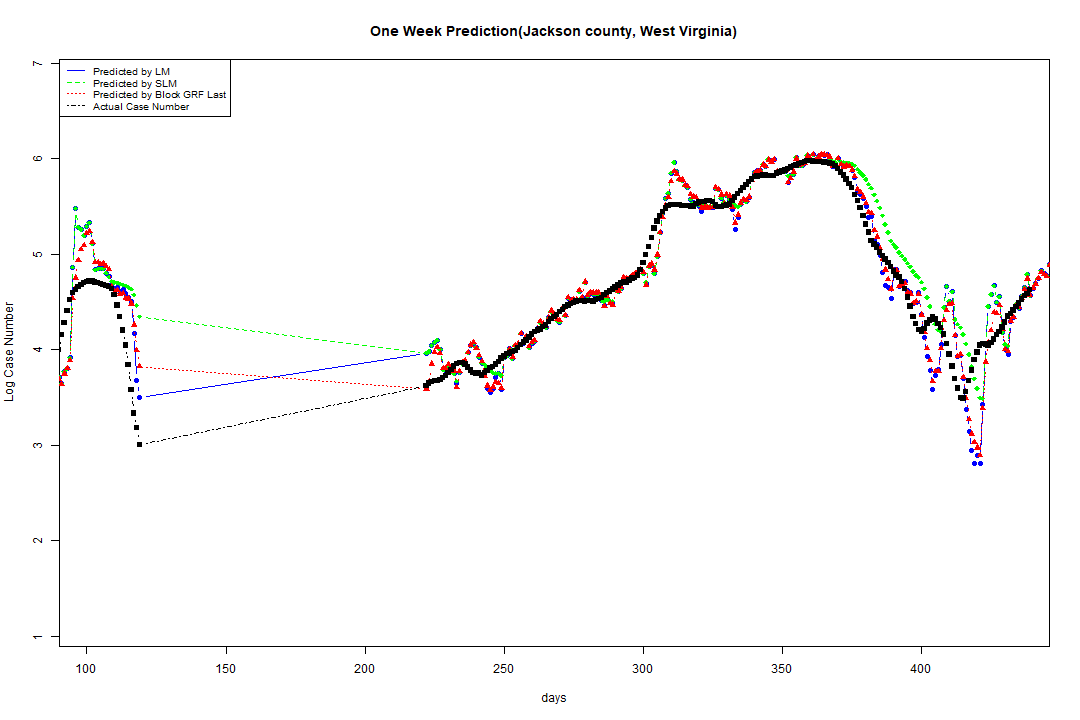 One Week Prediction(Jackson county, West Virginia)
Predicted by LM
Predicted by SLM
Predicted by Block GRF Last
Actual Case Number
7
6
5
4
3
2
1
Log Case Number
100 150 200 250 300 350 400
days